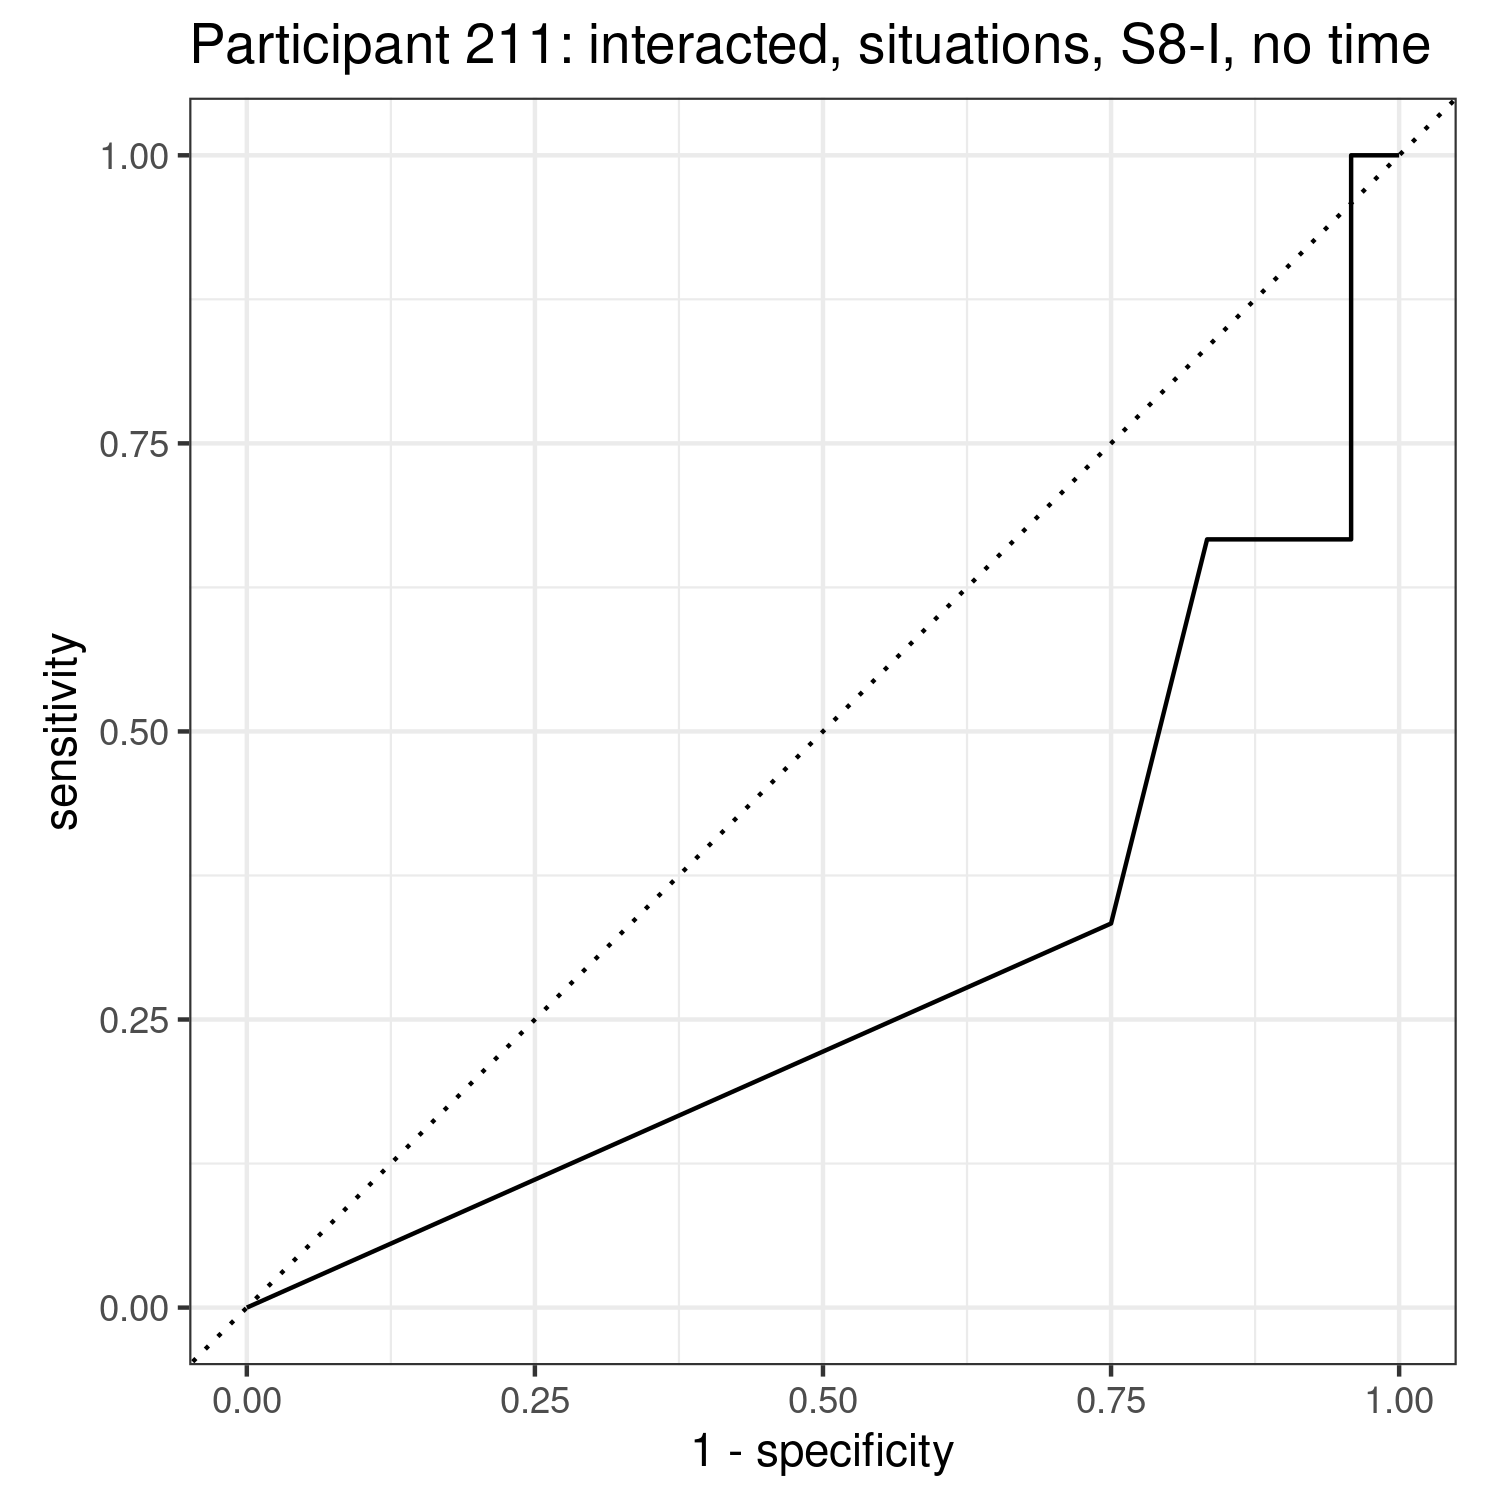 Participant 211: interacted, situations, S8-I, no time
1.00
0.75
0.50
0.25
0.00
sensitivity
0.00 0.25 0.50 0.75 1.00
1 - specificity